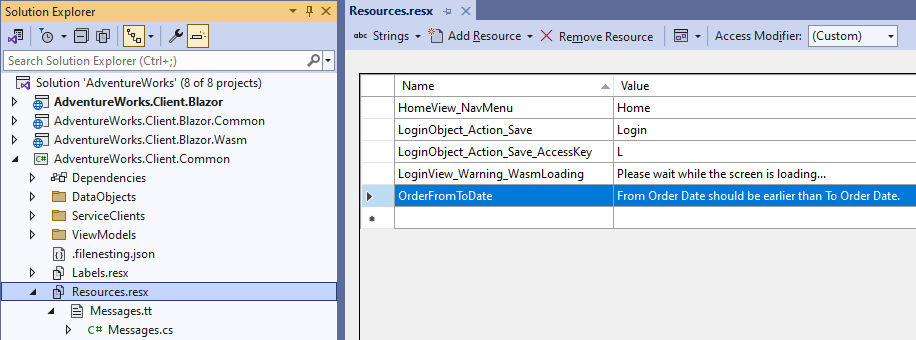 Solution Explorer
Search Solution Explorer (Ctrl+;)
Solution 'AdventureWorks' (8 of 8 projects)
AdventureWorks.Client.Blazor
AdventureWorks.Client.Blazor.Common
AdventureWorks.Client.Blazor.Wasm
C# AdventureWorks.Client.Common
Dependencies
DataObjects
ServiceClients
ViewModels
.filenesting.json
Labels.resx
Resources.resx
Messages.tt
C# Messages.cs
Resources.resx
abc Strings Add Resource Remove Resource Access Modifier: (Custom)
Name Value
HomeView_NavMenu Home
LoginObject_Action_Save Login
LoginObject_Action_Save_AccessKey L
LoginView_Warning_WasmLoading Please wait while the screen is loading...
OrderFromToDate From Order Date should be earlier than To Order Date.